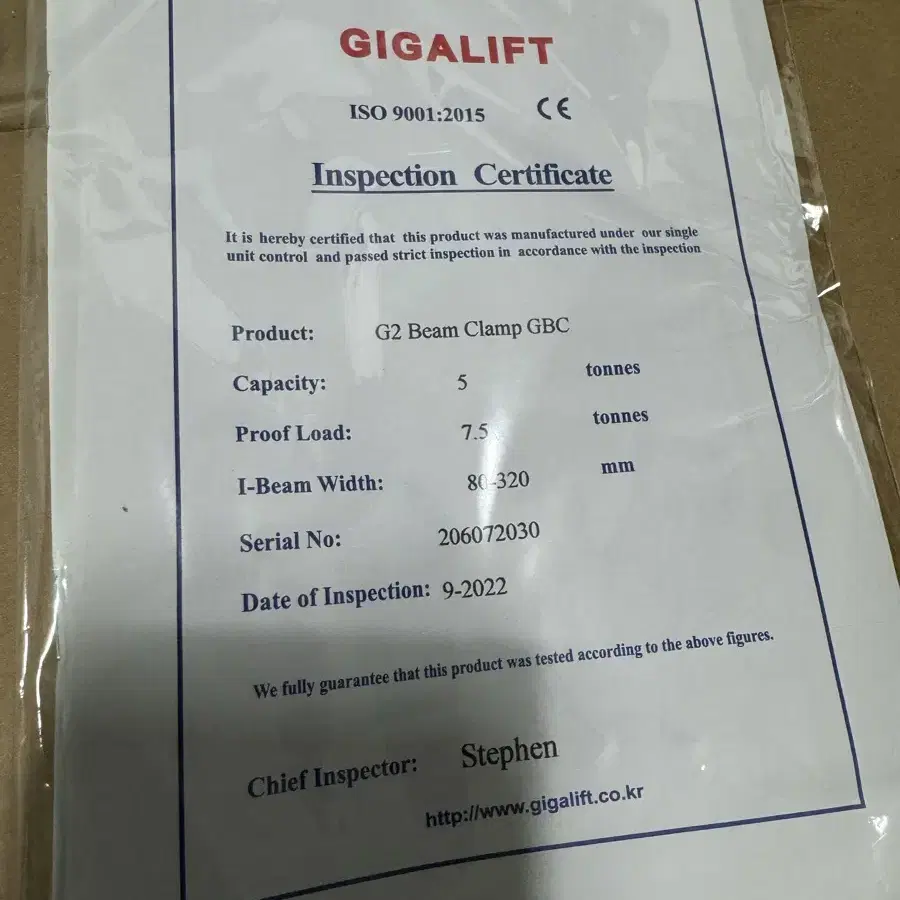 GIGALIFT
ISO 9001:2015 CE
Inspection Certificate
It is hereby certified that this product was manufactured under our single
unit control and passed strict inspection in accordance with the inspection
Product: G2 Beam Clamp GBC
Capacity: 5 tonnes
Proof Load: 7.5 tonnes
I-Beam Width: 80-320 mm
Serial No: 206072030
Date of Inspection: 9-2022
We fully guarantee that this product was tested according to the above figures.
Chief Inspector: Stephen
http://www.gigalift.co.kr